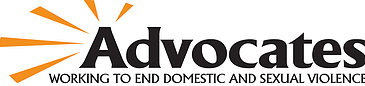 Advocates
WORKING TO END DOMESTIC AND SEXUAL VIOLENCE